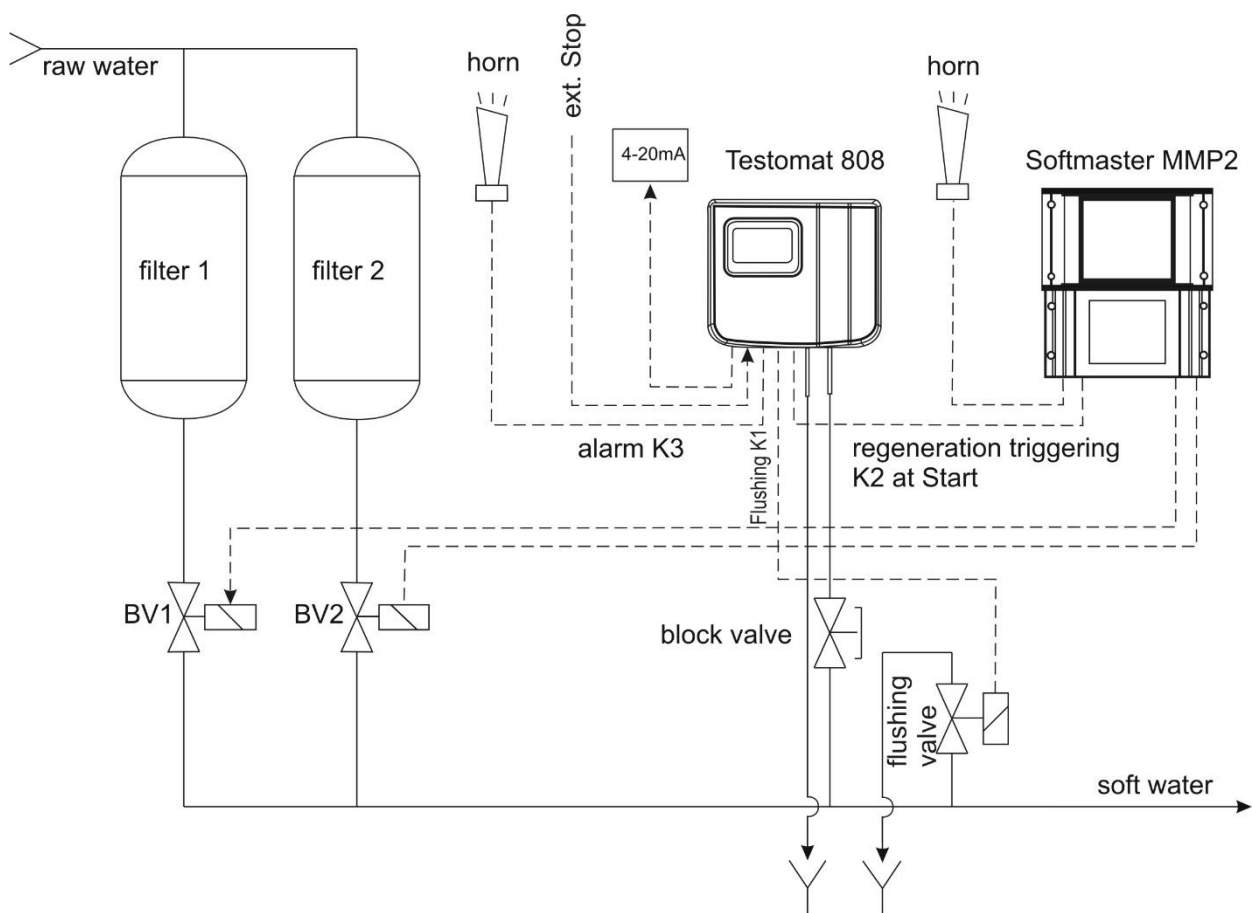 raw water
horn
ext. Stop
4-20mA
horn
Testomat 808
Softmaster MMP2
filter 1
filter 2
alarm K3
Flushing K1
regeneration triggering
K2 at Start
BV1
BV2
block valve
flushing
valve
soft water